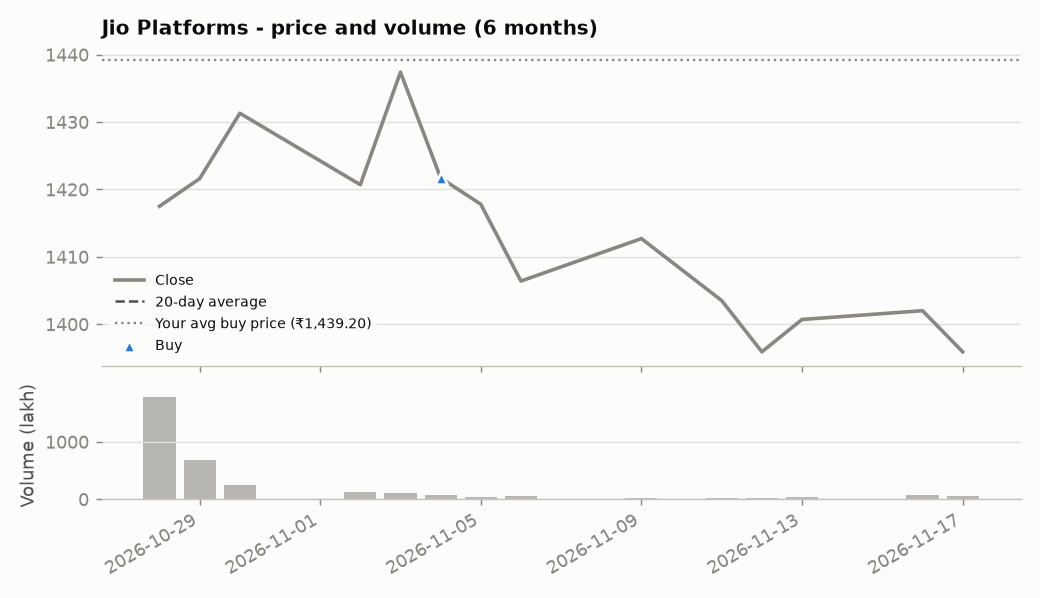 Jio Platforms - price and volume (6 months)
1440
1430
1420
1410
1400
Close
20-day average
Your avg buy price (₹1,439.20)
Buy
Volume (lakh)
1000
0
2026-10-29
2026-11-01
2026-11-05
2026-11-09
2026-11-13
2026-11-17